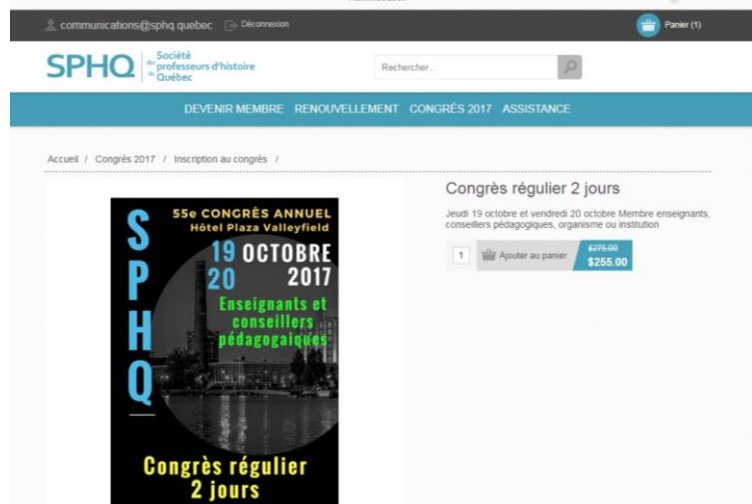 communications@sphq.quebec
Déconnexion
Panier (1)
SPHQ
Société
des professeurs d'histoire
du Québec
Rechercher...
DEVENIR MEMBRE RENOUVELLEMENT CONGRÈS 2017 ASSISTANCE
Accueil / Congrès 2017 / Inscription au congrès /
SPHQ
55e CONGRÈS ANNUEL
Hôtel Plaza Valleyfield
19 OCTOBRE
20 2017
Enseignants et
conseillers
pédagogaiques
Congrès régulier
2 jours
Congrès régulier 2 jours
Jeudi 19 octobre et vendredi 20 octobre Membre enseignants,
conseillers pédagogiques, organisme ou institution
1 Ajouter au panier
$275.00
$255.00